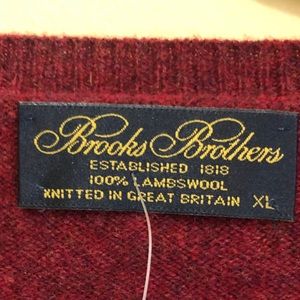 Brooks Brothers
ESTABLISHED 1818
100% LAMBSWOOL
KNITTED IN GREAT BRITAIN XL